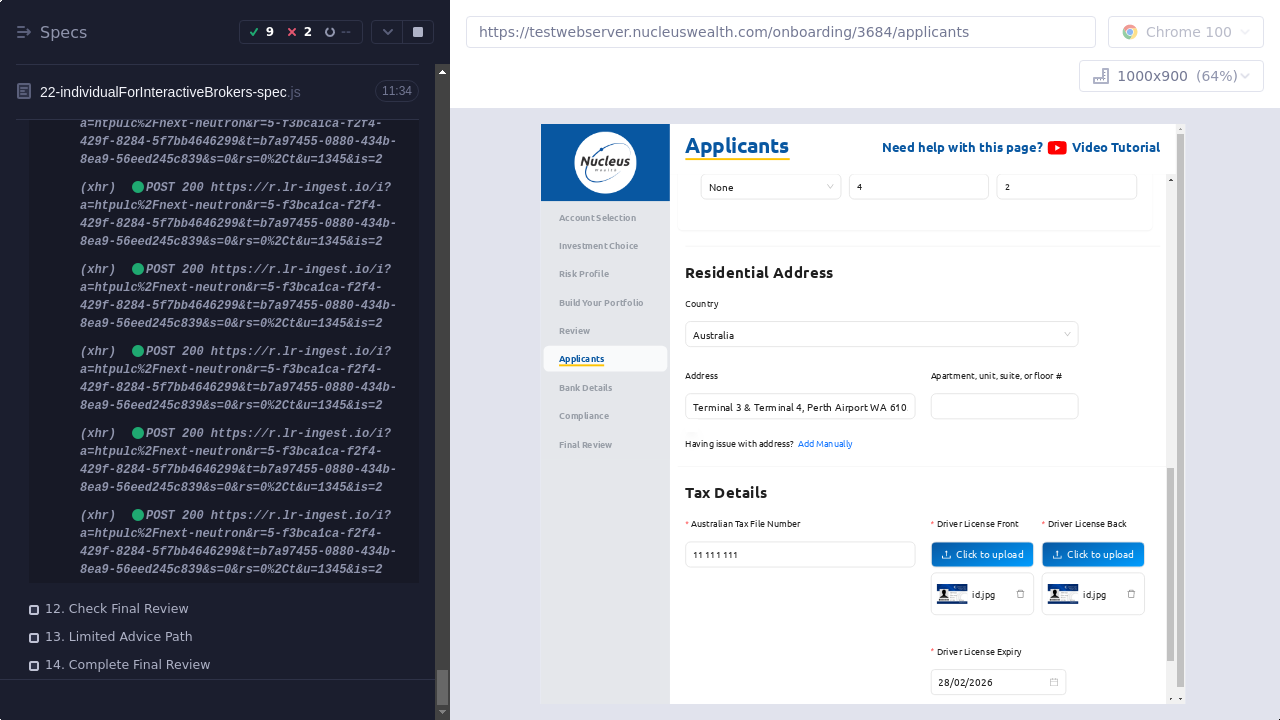 Specs
9
2
--
22-individualForInteractiveBrokers-spec.js
11:34
a=htpulc%2Fnext-neutron&r=5-f3bca1ca-f2f4-
429f-8284-5f7bb4646299&t=b7a97455-0880-434b-
8ea9-56eed245c839&s=0&rs=0%2Ct&u=1345&is=2
(xhr) POST 200 https://r.lr-ingest.io/i?
a=htpulc%2Fnext-neutron&r=5-f3bca1ca-f2f4-
429f-8284-5f7bb4646299&t=b7a97455-0880-434b-
8ea9-56eed245c839&s=0&rs=0%2Ct&u=1345&is=2
(xhr) POST 200 https://r.lr-ingest.io/i?
a=htpulc%2Fnext-neutron&r=5-f3bca1ca-f2f4-
429f-8284-5f7bb4646299&t=b7a97455-0880-434b-
8ea9-56eed245c839&s=0&rs=0%2Ct&u=1345&is=2
(xhr) POST 200 https://r.lr-ingest.io/i?
a=htpulc%2Fnext-neutron&r=5-f3bca1ca-f2f4-
429f-8284-5f7bb4646299&t=b7a97455-0880-434b-
8ea9-56eed245c839&s=0&rs=0%2Ct&u=1345&is=2
(xhr) POST 200 https://r.lr-ingest.io/i?
a=htpulc%2Fnext-neutron&r=5-f3bca1ca-f2f4-
429f-8284-5f7bb4646299&t=b7a97455-0880-434b-
8ea9-56eed245c839&s=0&rs=0%2Ct&u=1345&is=2
(xhr) POST 200 https://r.lr-ingest.io/i?
a=htpulc%2Fnext-neutron&r=5-f3bca1ca-f2f4-
429f-8284-5f7bb4646299&t=b7a97455-0880-434b-
8ea9-56eed245c839&s=0&rs=0%2Ct&u=1345&is=2
12. Check Final Review
13. Limited Advice Path
14. Complete Final Review
https://testwebserver.nucleuswealth.com/onboarding/3684/applicants
Chrome 100
1000x900 (64%)
Nucleus
Wealth
Account Selection
Investment Choice
Risk Profile
Build Your Portfolio
Review
Applicants
Bank Details
Compliance
Final Review
Applicants
Need help with this page? Video Tutorial
None
4
2
Residential Address
Country
Australia
Address
Apartment, unit, suite, or floor #
Terminal 3 & Terminal 4, Perth Airport WA 610
Having issue with address? Add Manually
Tax Details
* Australian Tax File Number
* Driver License Front
* Driver License Back
11 111 111
Click to upload
Click to upload
id.jpg
id.jpg
* Driver License Expiry
28/02/2026